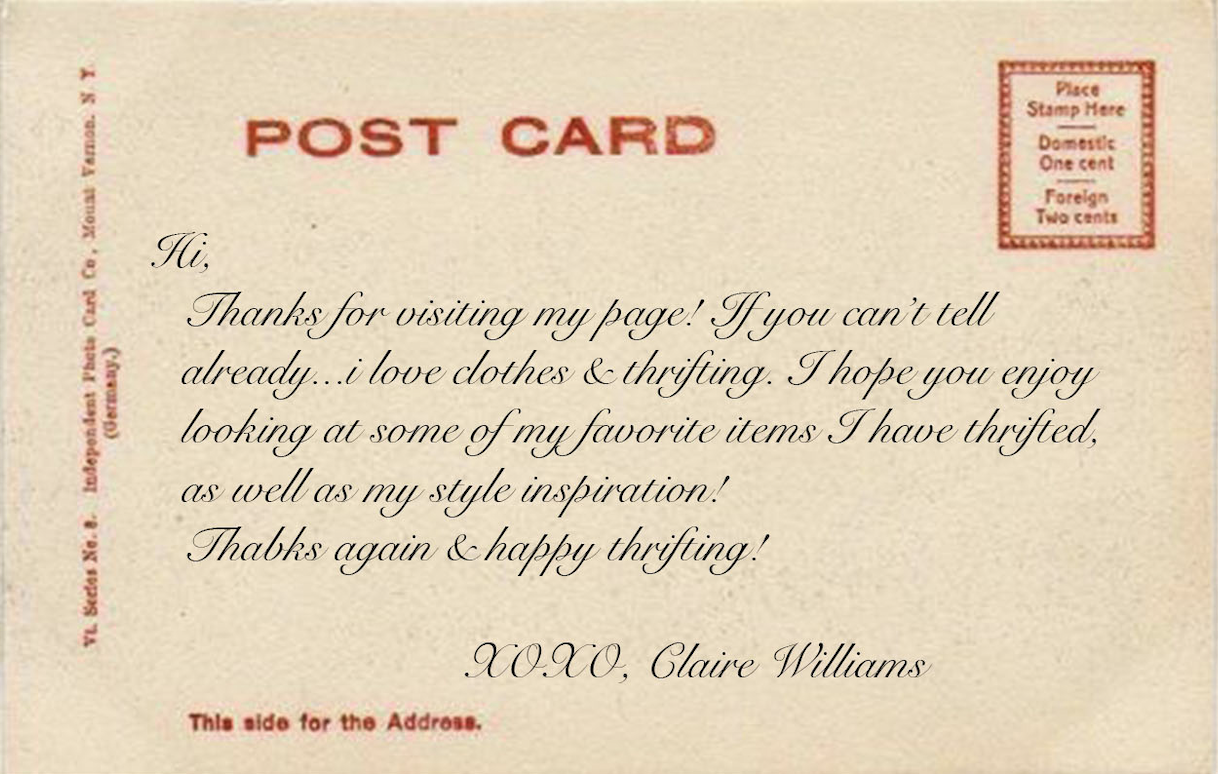 POST CARD
Place
Stamp Here
Domestic
One cent
Foreign
Two cents
VI. Series No. 8. Independent Photo Card Co., Mount Varnon. N Y.
(Germany.)
Hi,
Thanks for visiting my page! If you can't tell
already...i love clothes & thrifting. I hope you enjoy
looking at some of my favorite items I have thrifted,
as well as my style inspiration!
Thabks again & happy thrifting!
XOXO, Claire Williams
This side for the Address.